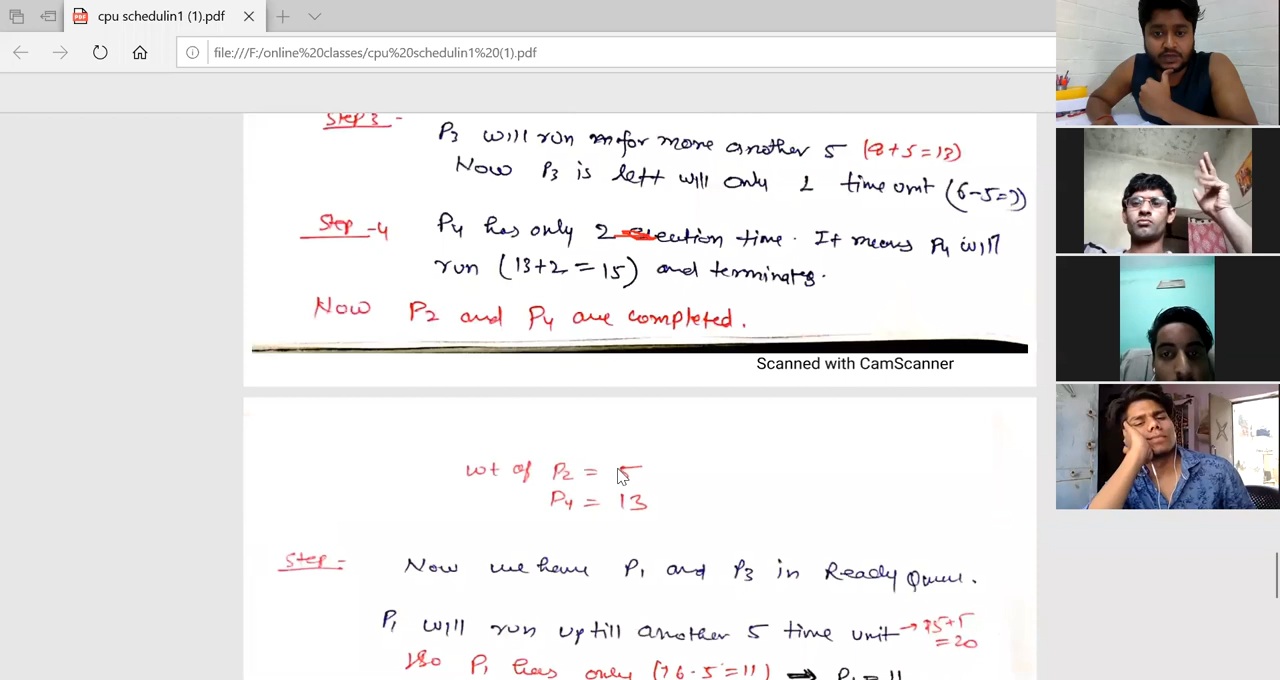 cpu schedulin1 (1).pdf
file:///F:/online%20classes/cpu%20schedulin1%20(1).pdf
Step 3 -
P3 will run for more another 5 (8+5=13)
Now P3 is left will only 1 time unit (6-5=1)
Step -4
P4 has only 2 time. It means P4 will
run (13+2=15) and terminates.
Now P2 and P4 are completed.
Scanned with CamScanner
wt of P2 = 5
P4 = 13
Step =
Now we have P1 and P3 in Ready Queue.
P1 will run up till another 5 time unit → 15+5
= 20
P1 has only (16-5=11) ⇒ P1 = 11